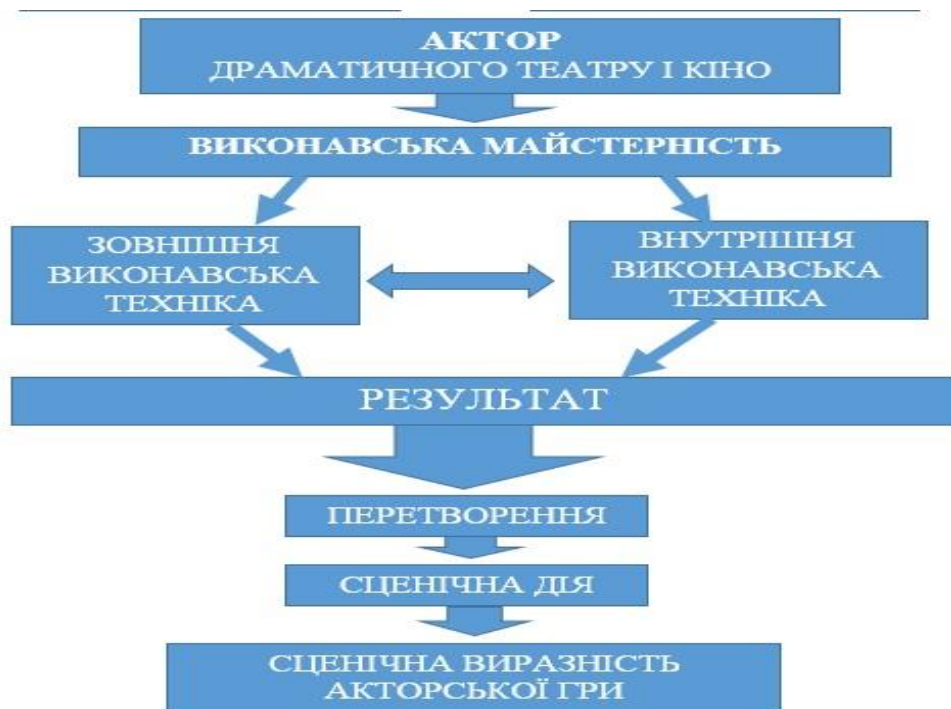 АКТОР
ДРАМАТИЧНОГО ТЕАТРУ І КІНО
ВИКОНАВСЬКА МАЙСТЕРНІСТЬ
ЗОВНІШНЯ
ВИКОНАВСЬКА
ТЕХНІКА
ВНУТРІШНЯ
ВИКОНАВСЬКА
ТЕХНІКА
РЕЗУЛЬТАТ
ПЕРЕТВОРЕННЯ
СЦЕНІЧНА ДІЯ
СЦЕНІЧНА ВИРАЗНІСТЬ
АКТОРСЬКОЇ ГРИ